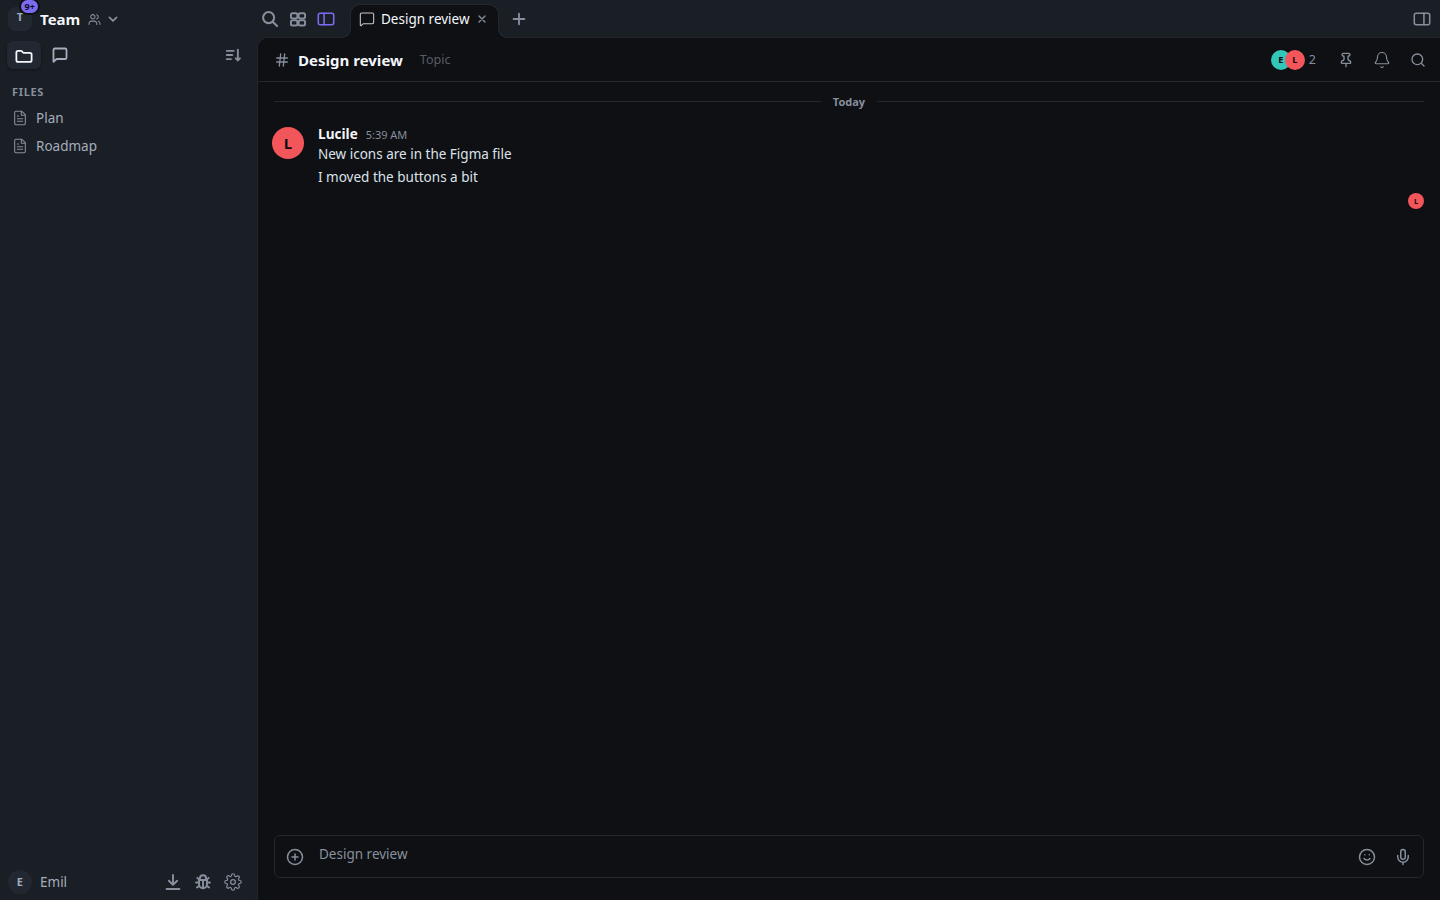 9+
T
Team
Design review
FILES
Plan
Roadmap
Design review Topic
E L 2
Today
L
Lucile 5:39 AM
New icons are in the Figma file
I moved the buttons a bit
L
Design review
E
Emil